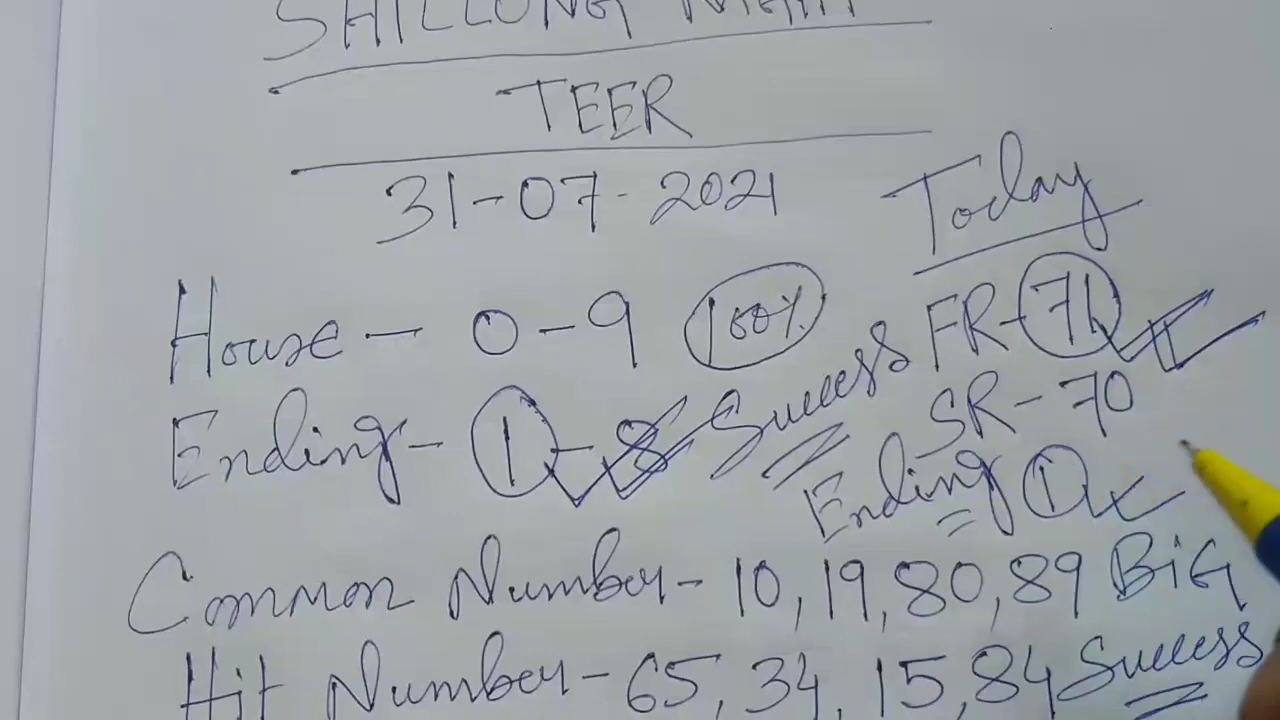 SHILLONG NIGHT
TEER
31-07-2021
Today
House - 0-9 100%
FR-71
Ending - 1-8 Success
SR-70
Ending 1
Common Number - 10, 19, 80, 89 BiG
Hit Number - 65, 34, 15, 84 Success